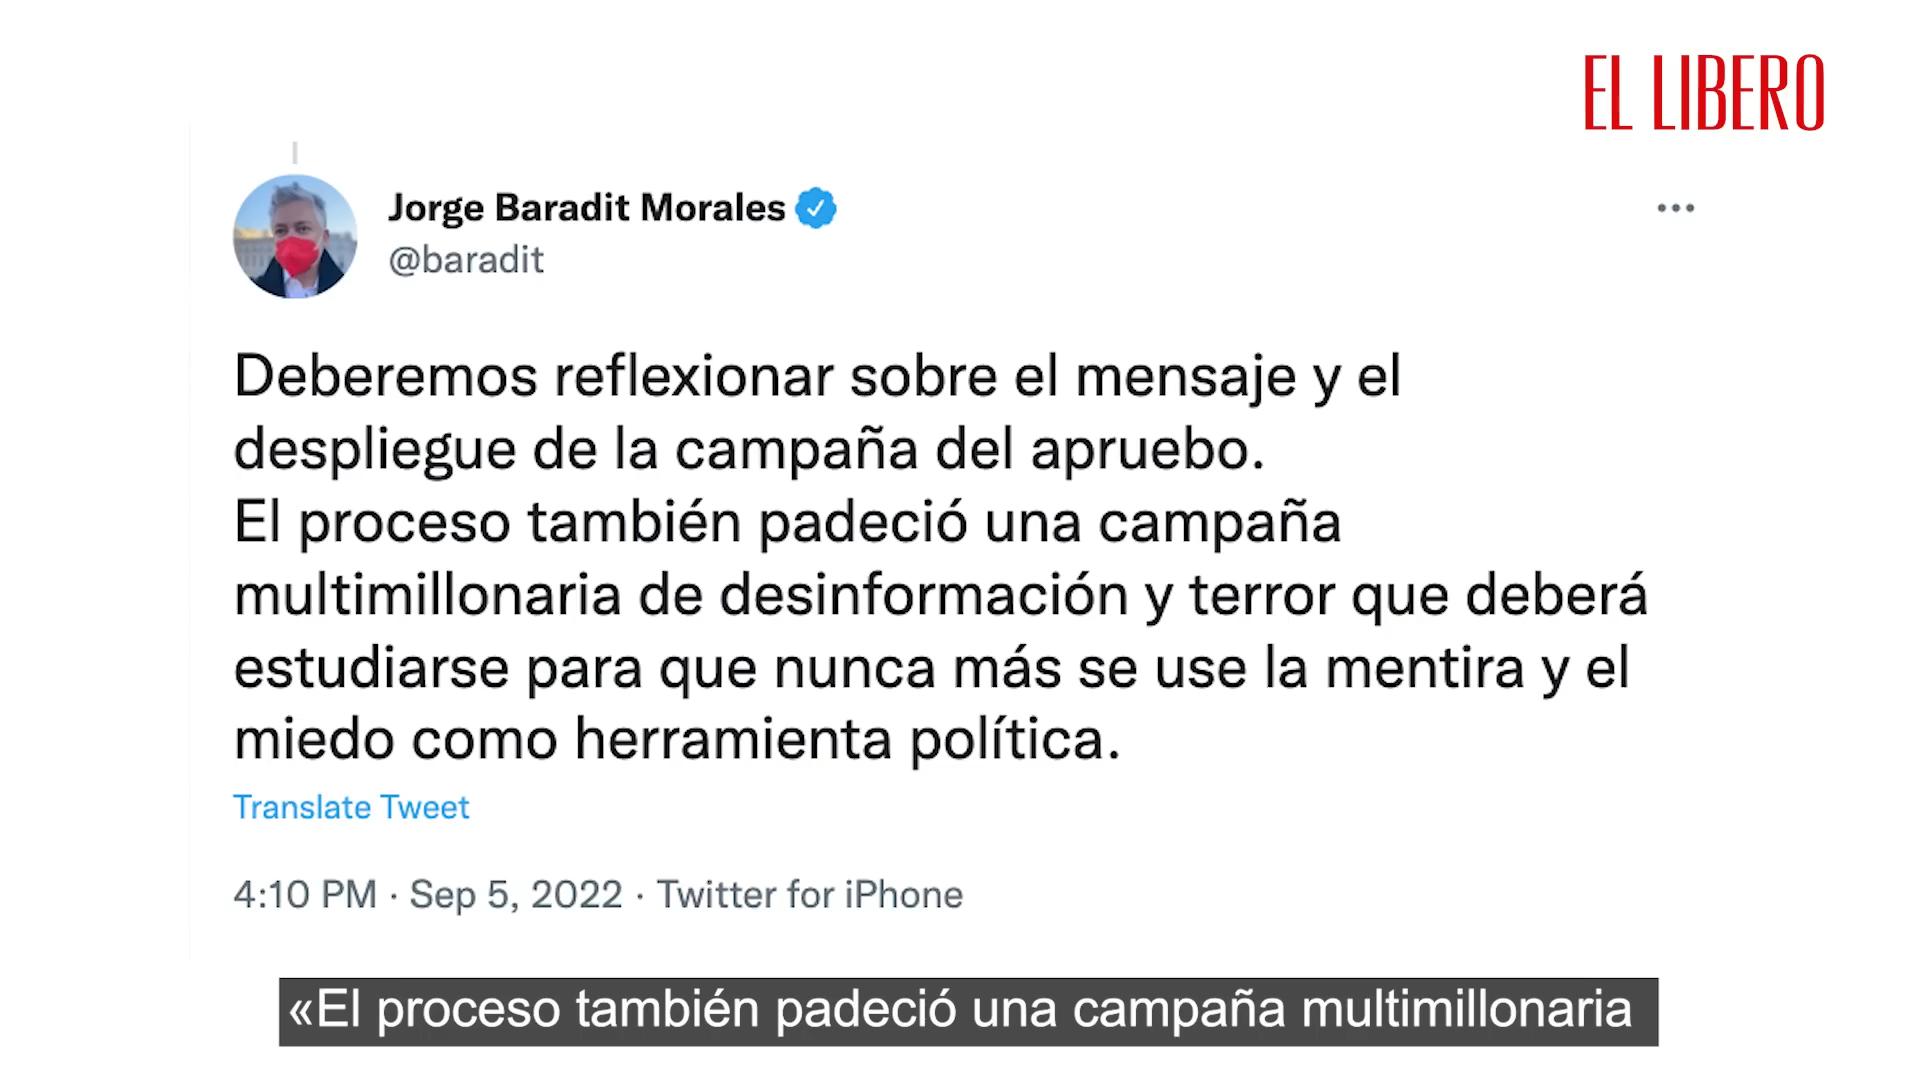 EL LIBERO
Jorge Baradit Morales
@baradit
Deberemos reflexionar sobre el mensaje y el
despliegue de la campaña del apruebo.
El proceso también padeció una campaña
multimillonaria de desinformación y terror que deberá
estudiarse para que nunca más se use la mentira y el
miedo como herramienta política.
Translate Tweet
4:10 PM · Sep 5, 2022 · Twitter for iPhone
«El proceso también padeció una campaña multimillonaria